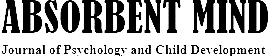 ABSORBENT MIND
Journal of Psychology and Child Development